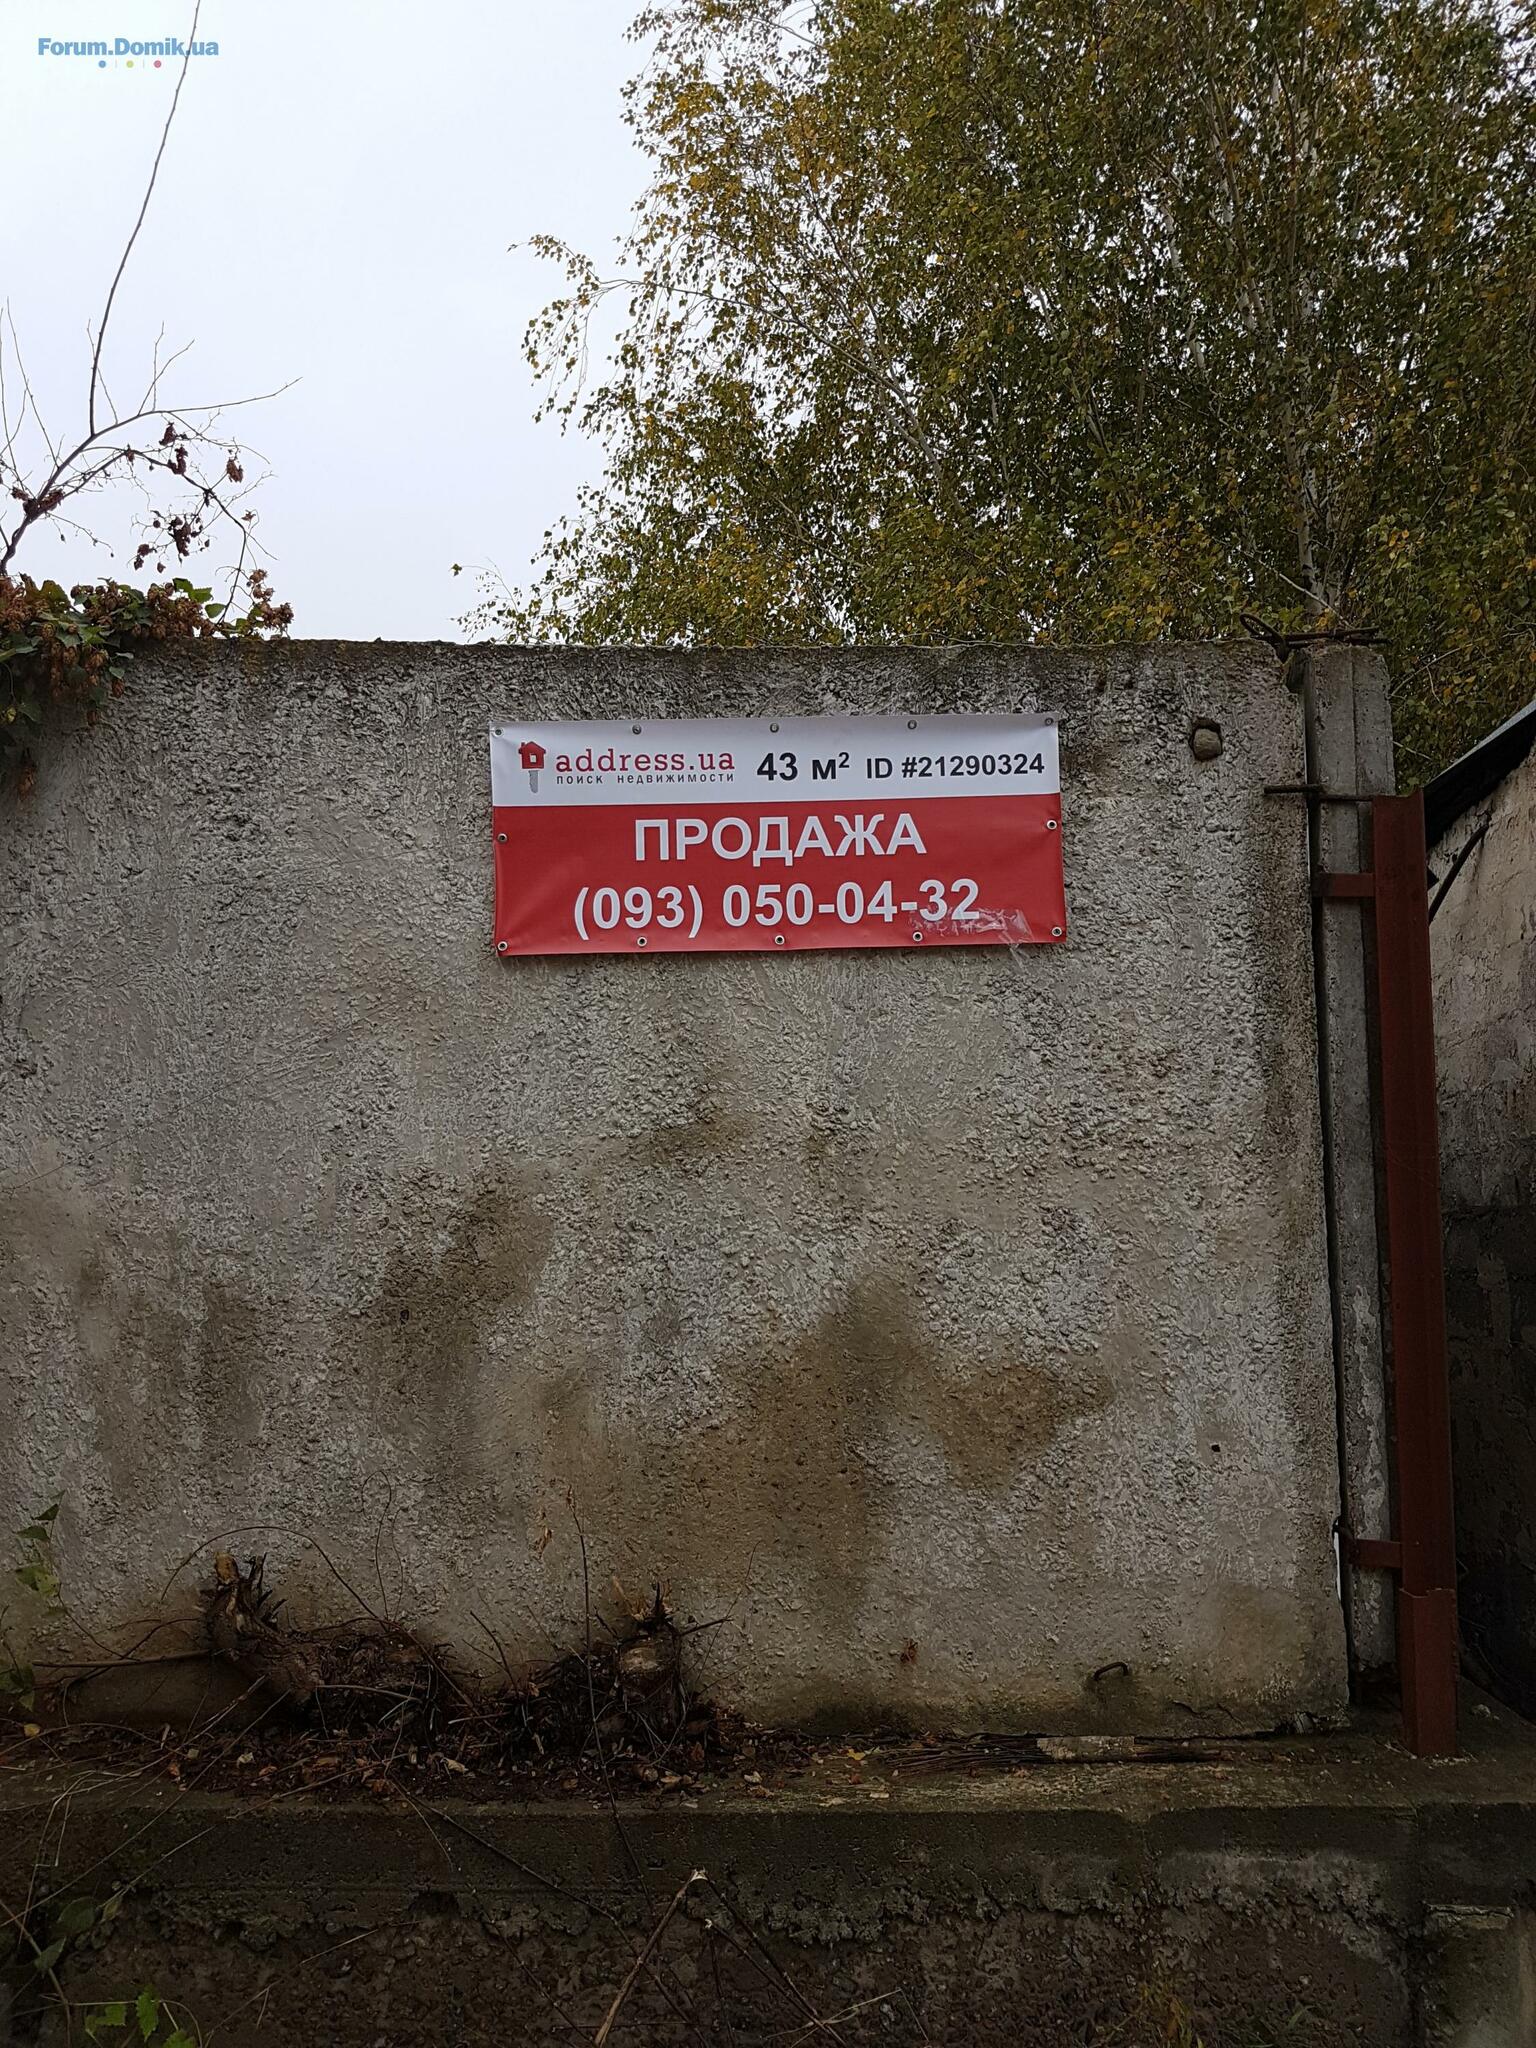 Forum.Domik.ua
address.ua 43 м² ID #21290324
поиск недвижимости
ПРОДАЖА
(093) 050-04-32